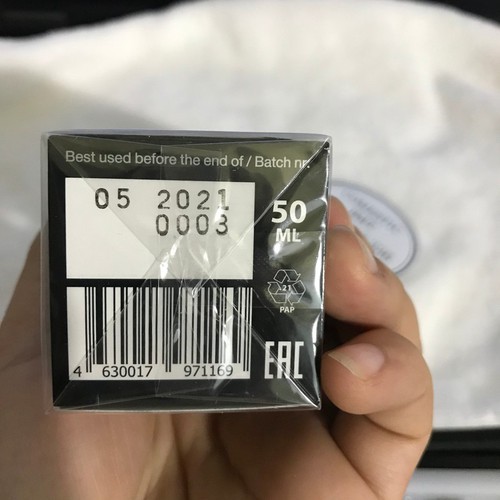 Best used before the end of / Batch nr.
05 2021
0003
50
ML
21
PAP
EAC
4 630017 971169